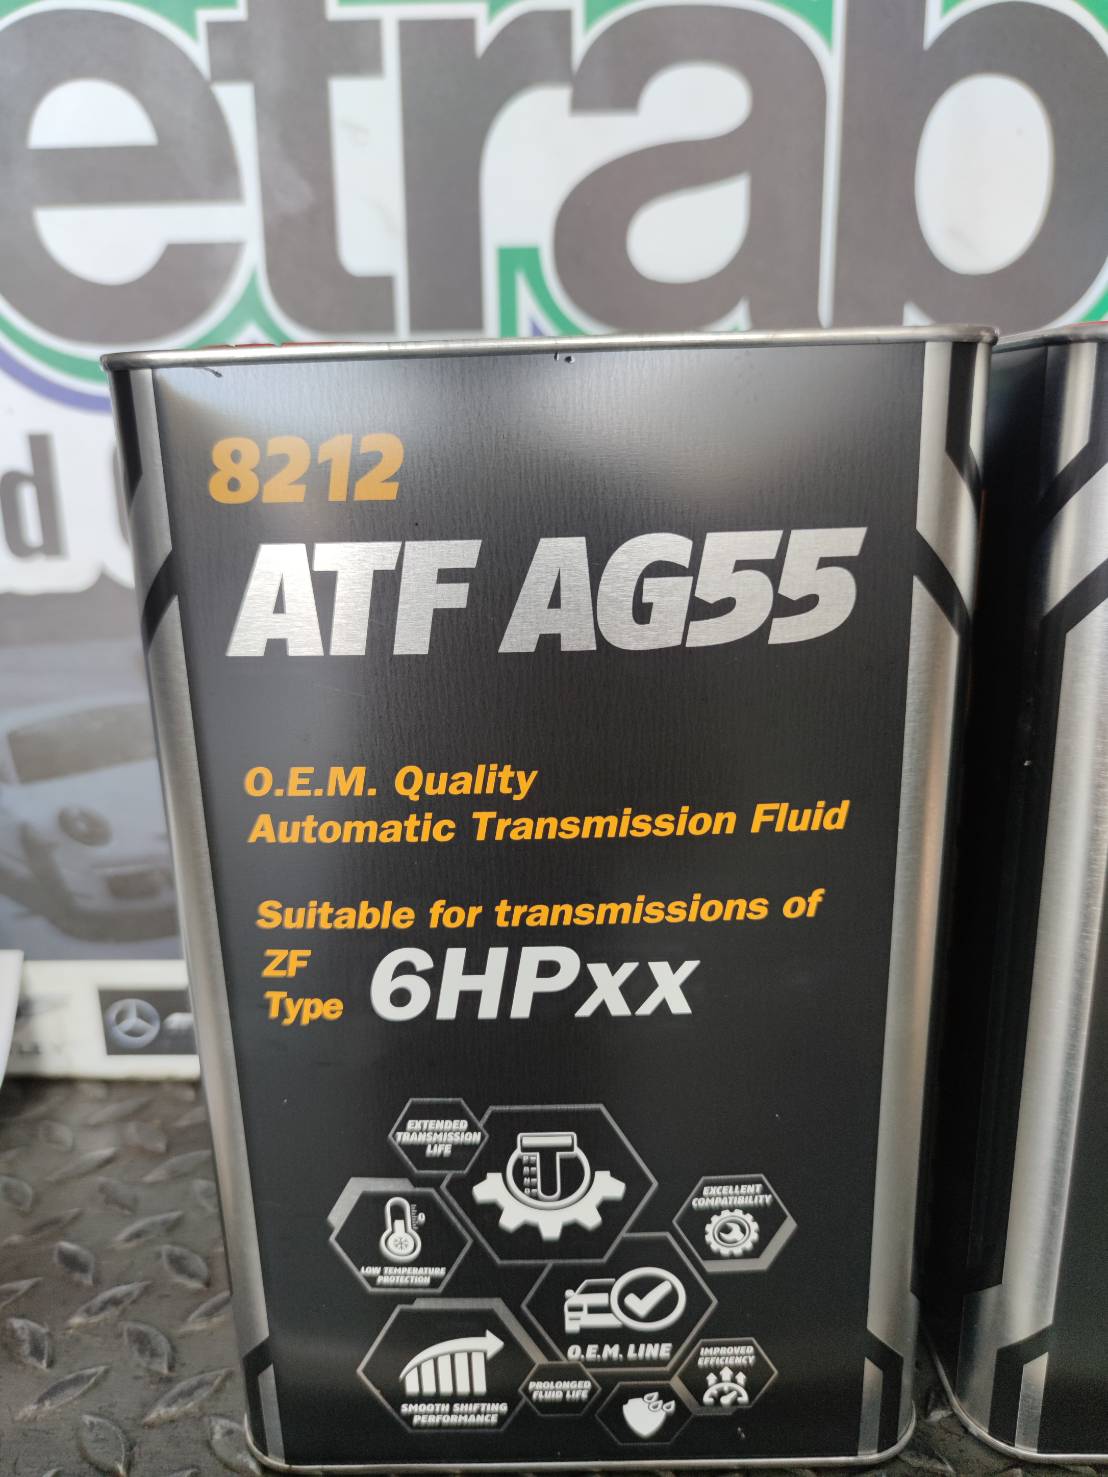 etrab
d
8212
ATF AG55
O.E.M. Quality
Automatic Transmission Fluid
Suitable for transmissions of
ZF
Type 6HPxx
EXTENDED
TRANSMISSION
LIFE
EXCELLENT
COMPATIBILITY
LOW TEMPERATURE
PROTECTION
O.E.M. LINE
IMPROVED
EFFICIENCY
PROLONGED
FLUID LIFE
SMOOTH SHIFTING
PERFORMANCE